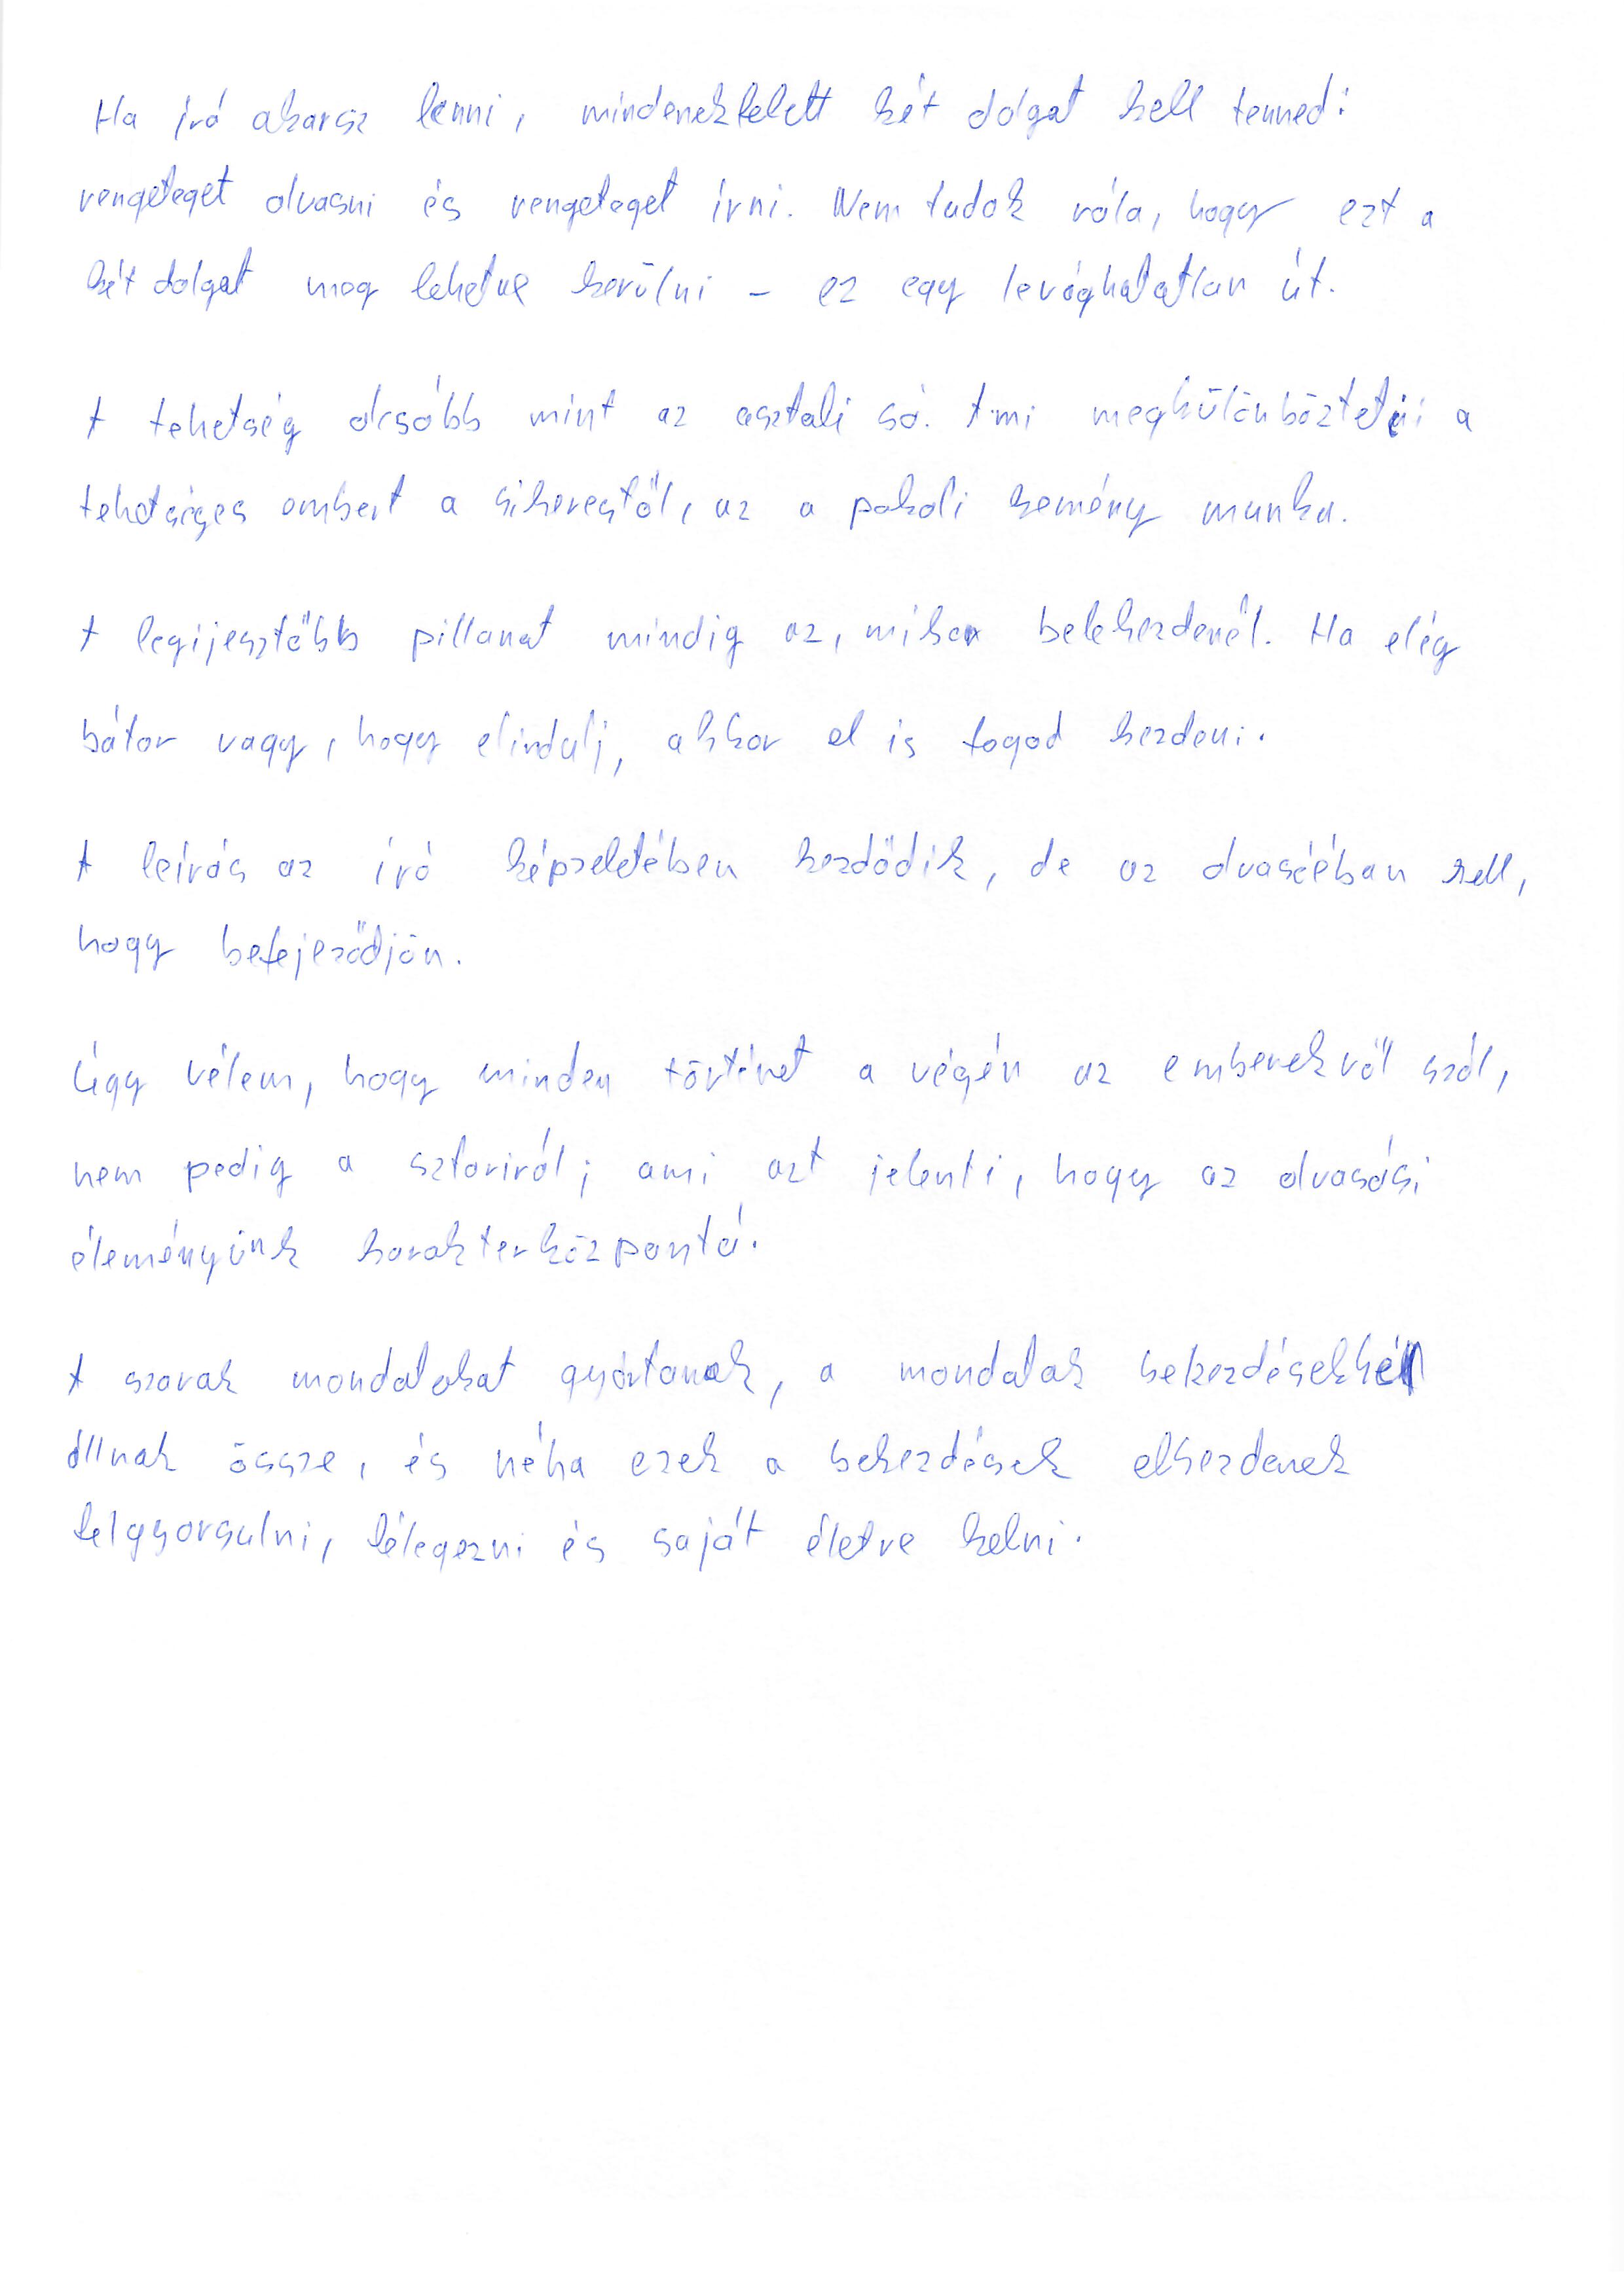 Ha író akarsz lenni, mindenekfelett két dolgot kell tenned:
rengeteget olvasni és rengeteget írni. Nem tudok róla, hogy ezt a
két dolgot meg lehetne kerülni – ez egy levághatatlan út.
A tehetség olcsóbb mint az asztali só. Ami megkülönbözteti a
tehetséges embert a sikerestől, az a pokoli kemény munka.
A legijesztőbb pillanat mindig az, mikor belekezdenél. Ha elég
bátor vagy, hogy elindulj, akkor el is fogod kezdeni.
A leírás az író képzeletében kezdődik, de az olvasóéban kell,
hogy befejeződjön.
Úgy vélem, hogy minden történet a végén az emberekről szól,
nem pedig a sztoriról; ami azt jelenti, hogy az olvasási
éleményünk karakterközpontú.
A szavak mondatokat gyártanak, a mondatok bekezdésekké
állnak össze, és néha ezek a bekezdések elkezdenek
felgyorsulni, lélegezni és saját életre kelni.